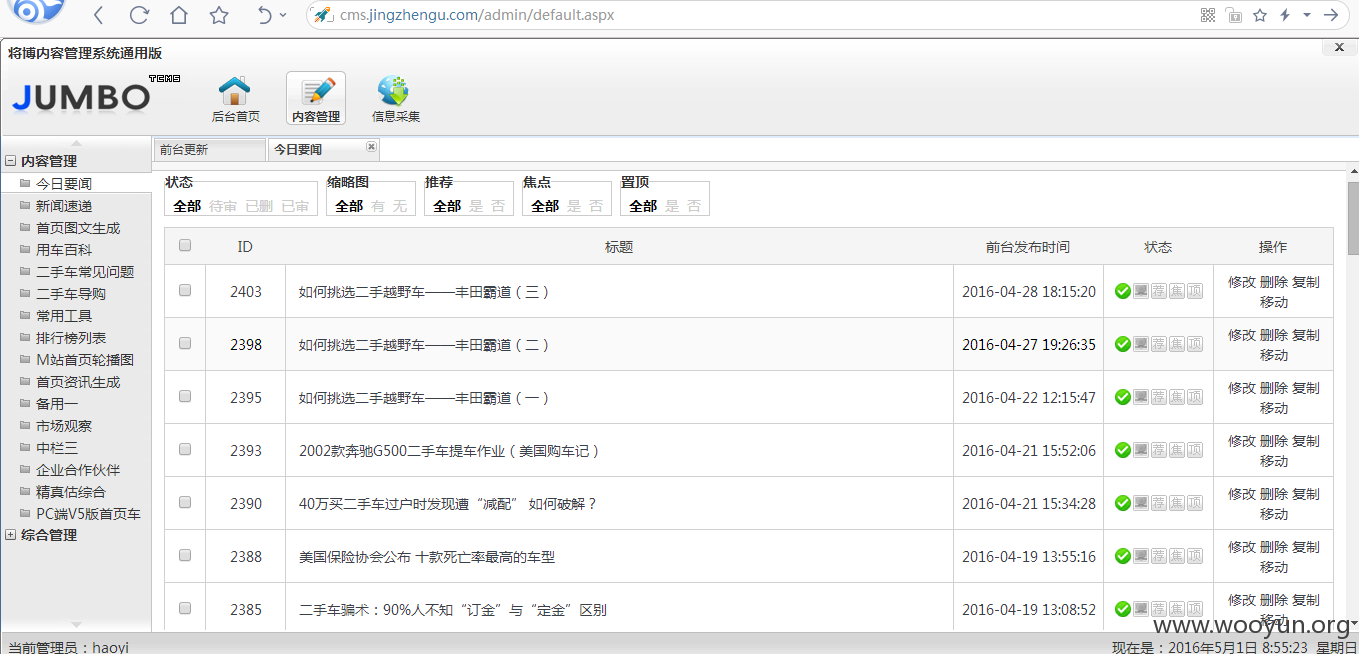 cms.jingzhengu.com/admin/default.aspx
将博内容管理系统通用版
JUMBO TCMS
后台首页 内容管理 信息采集
前台更新 今日要闻
内容管理
今日要闻
新闻速递
首页图文生成
用车百科
二手车常见问题
二手车导购
常用工具
排行榜列表
M站首页轮播图
首页资讯生成
备用一
市场观察
中栏三
企业合作伙伴
精真估综合
PC端V5版首页车
综合管理
状态 缩略图 推荐 焦点 置顶
全部 待审 已删 已审 全部 有 无 全部 是 否 全部 是 否 全部 是 否
ID 标题 前台发布时间 状态 操作
2403 如何挑选二手越野车——丰田霸道（三） 2016-04-28 18:15:20 荐 焦 顶 修改 删除 复制
移动
2398 如何挑选二手越野车——丰田霸道（二） 2016-04-27 19:26:35 荐 焦 顶 修改 删除 复制
移动
2395 如何挑选二手越野车——丰田霸道（一） 2016-04-22 12:15:47 荐 焦 顶 修改 删除 复制
移动
2393 2002款奔驰G500二手车提车作业（美国购车记） 2016-04-21 15:52:06 荐 焦 顶 修改 删除 复制
移动
2390 40万买二手车过户时发现遭“减配” 如何破解？ 2016-04-21 15:34:28 荐 焦 顶 修改 删除 复制
移动
2388 美国保险协会公布 十款死亡率最高的车型 2016-04-19 13:55:16 荐 焦 顶 修改 删除 复制
移动
2385 二手车骗术：90%人不知“订金”与“定金”区别 2016-04-19 13:08:52 荐 焦 顶 修改 删除 复制
移动
www.wooyun.org
当前管理员：haoyi 现在是：2016年5月1日 8:55:23 星期日